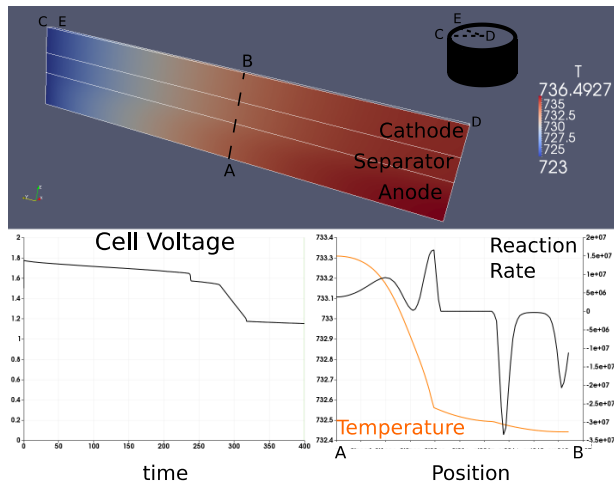 C E
E
C
D
B
T
736.4927
735
732.5
730
727.5
725
723
D
Cathode
Separator
Anode
A
Cell Voltage
2
1.8
1.6
1.4
1.2
1
0.8
0.6
0.4
0.2
0
0 50 100 150 200 250 300 350 400
time
Reaction
Rate
733.4
733.3
733.2
733.1
733
732.9
732.8
732.7
732.6
732.5
732.4
2e+07
1.5e+07
1e+07
5e+06
0
-5e+06
-1e+07
-1.5e+07
-2e+07
-2.5e+07
-3e+07
-3.5e+07
Temperature
A
B
Position